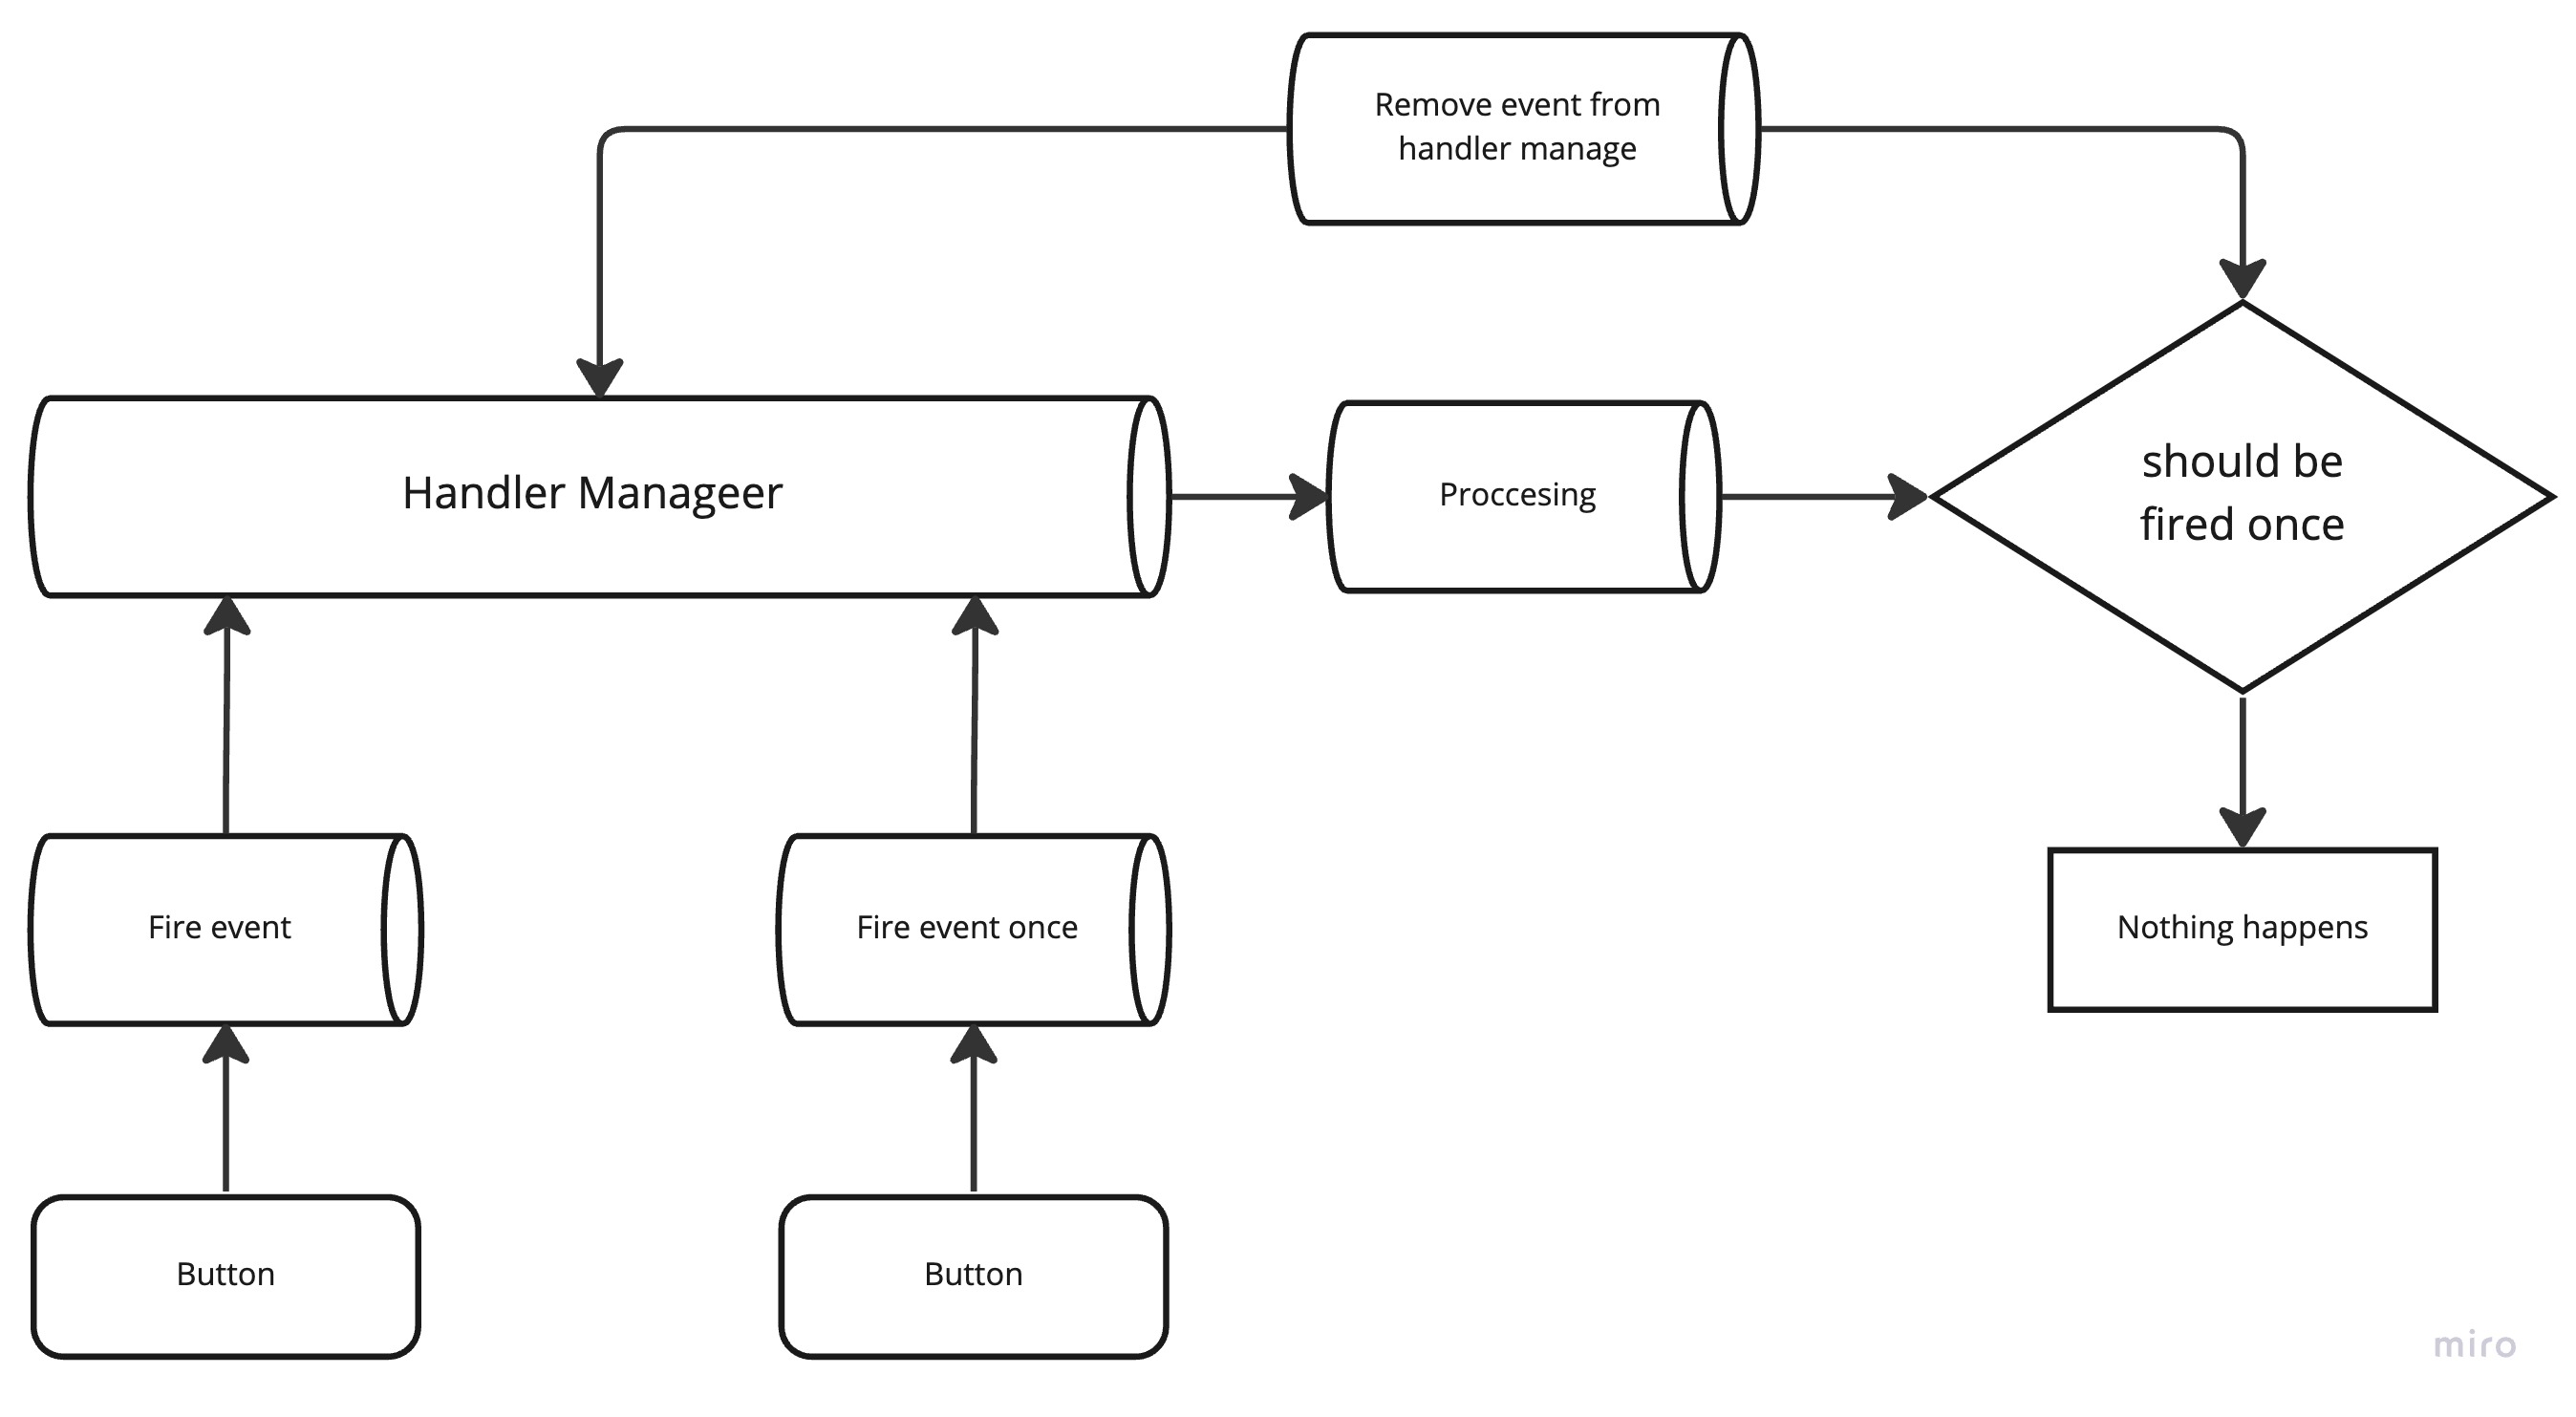 Remove event from
handler manage
Handler Manageer
Proccesing
should be
fired once
Fire event
Fire event once
Nothing happens
Button
Button
miro